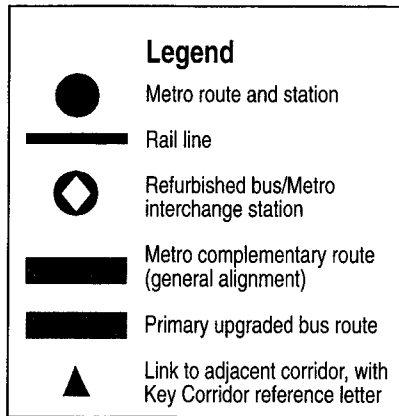 Legend
Metro route and station
Rail line
Refurbished bus/Metro
interchange station
Metro complementary route
(general alignment)
Primary upgraded bus route
Link to adjacent corridor, with
Key Corridor reference letter